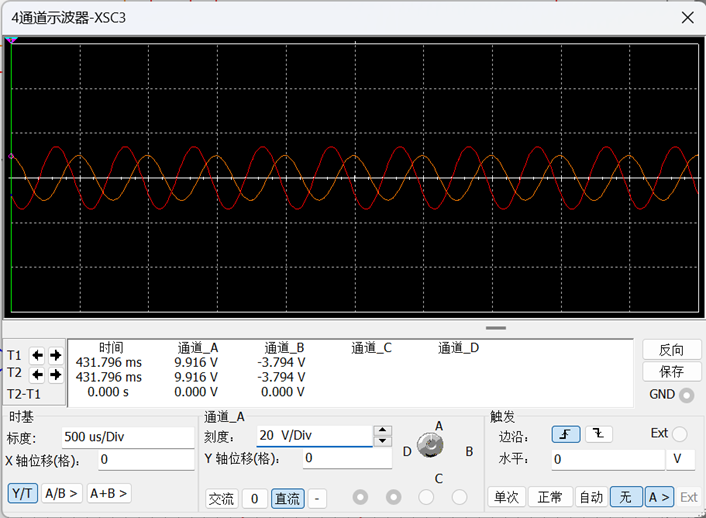 4通道示波器-XSC3
时间 通道_A 通道_B 通道_C 通道_D
T1 431.796 ms 9.916 V -3.794 V
T2 431.796 ms 9.916 V -3.794 V
T2-T1 0.000 s 0.000 V 0.000 V
反向
保存
GND
时基
标度: 500 us/Div
X 轴位移(格): 0
Y/T A/B > A+B >
通道_A
刻度: 20 V/Div
Y 轴位移(格): 0
交流 0 直流 -
A
D B
C
触发
边沿: Ext
水平: 0 V
单次 正常 自动 无 A > Ext